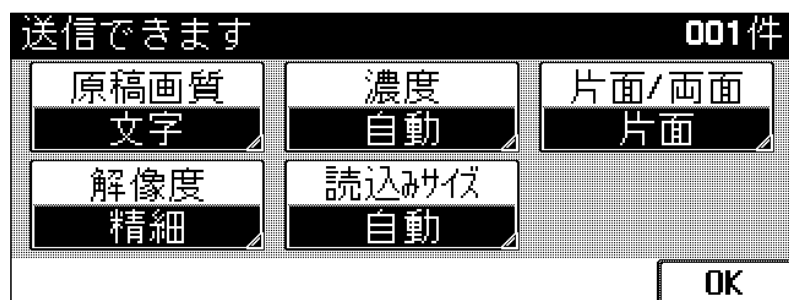 送信できます 001件
原稿画質 濃度 片面/両面
文字 自動 片面
解像度 読込みサイズ
精細 自動
OK